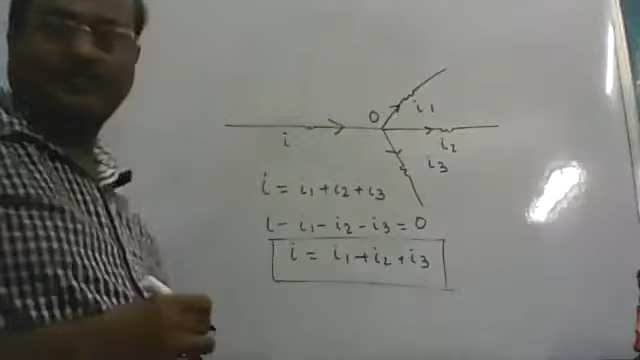 i₁
O
i
i₂
i₃
i = i₁+i₂+i₃
i - i₁ - i₂ - i₃ = 0
i = i₁+i₂+i₃